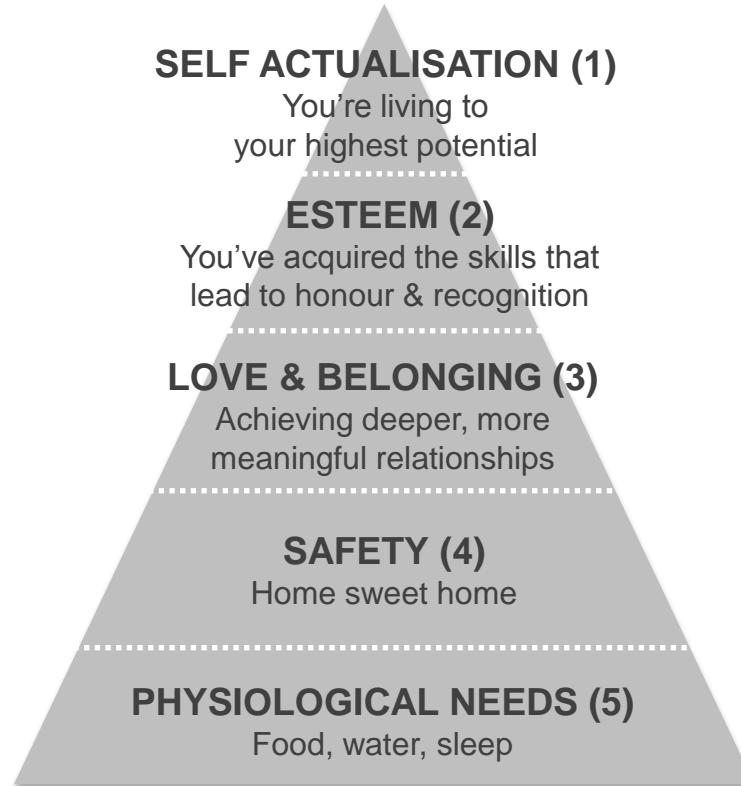 SELF ACTUALISATION (1)
You’re living to
your highest potential
ESTEEM (2)
You’ve acquired the skills that
lead to honour & recognition
LOVE & BELONGING (3)
Achieving deeper, more
meaningful relationships
SAFETY (4)
Home sweet home
PHYSIOLOGICAL NEEDS (5)
Food, water, sleep